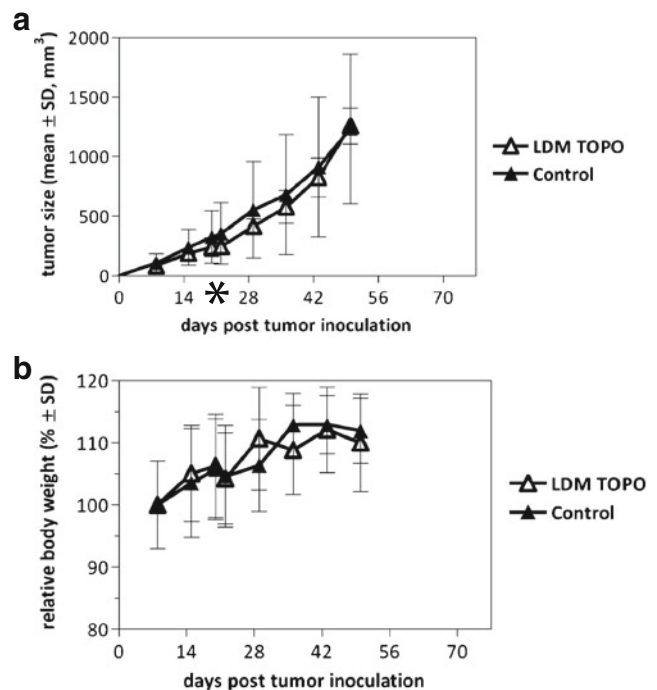 a
tumor size (mean ± SD, mm³)
2000
1500
1000
500
0
0 14 28 42 56 70
*
days post tumor inoculation
LDM TOPO
Control
b
relative body weight (% ± SD)
120
110
100
90
80
0 14 28 42 56 70
days post tumor inoculation
LDM TOPO
Control